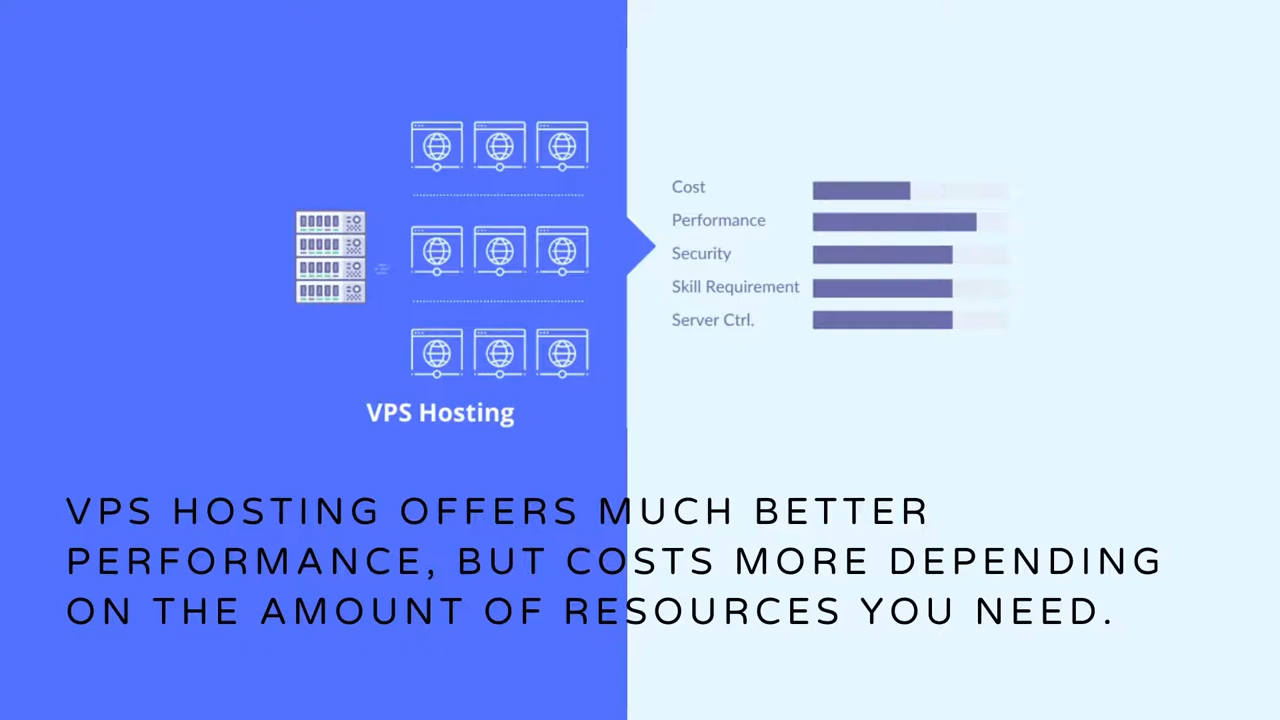 VPS Hosting
Cost
Performance
Security
Skill Requirement
Server Ctrl.
VPS HOSTING OFFERS MUCH BETTER
PERFORMANCE, BUT COSTS MORE DEPENDING
ON THE AMOUNT OF RESOURCES YOU NEED.